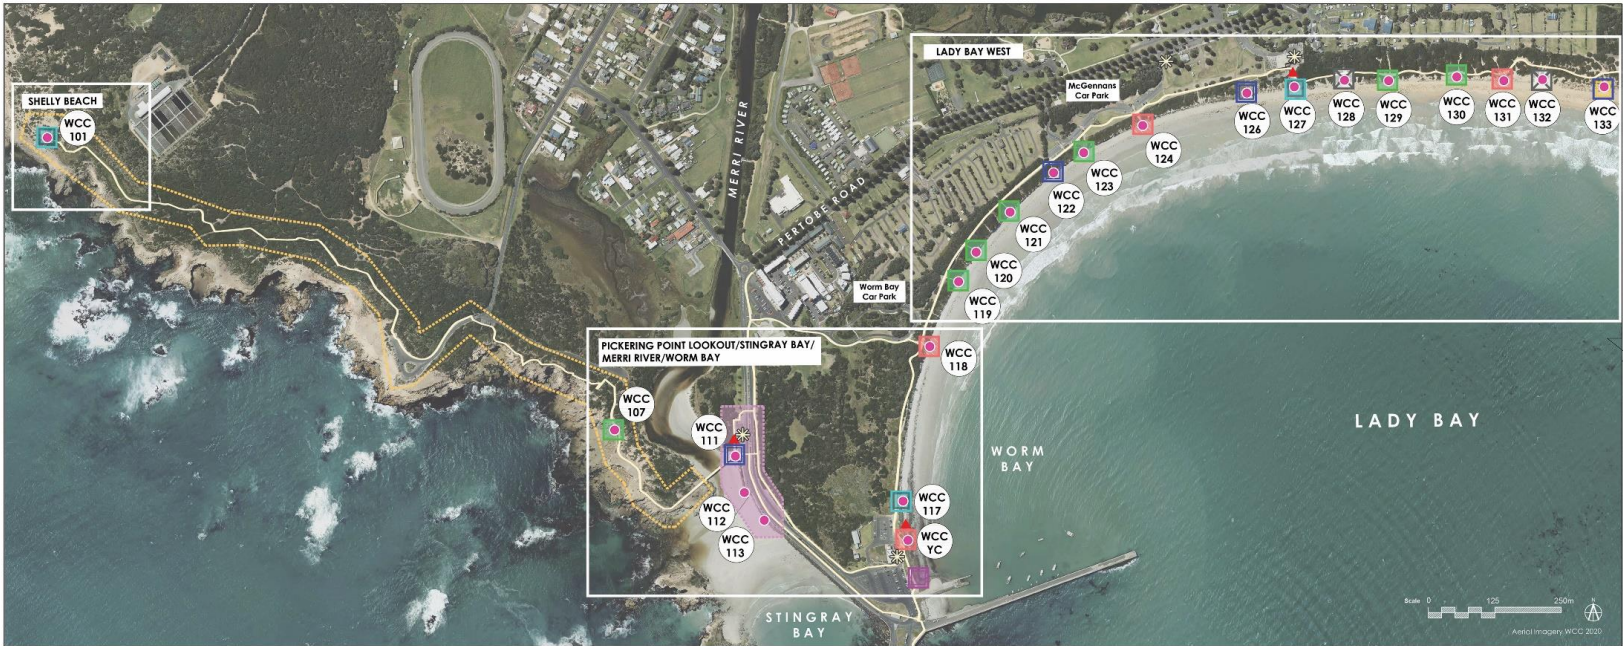 SHELLY BEACH
WCC
101
LADY BAY WEST
McGennans
Car Park
WCC
126
WCC
127
WCC
128
WCC
129
WCC
130
WCC
131
WCC
132
WCC
133
WCC
124
WCC
123
WCC
122
WCC
121
WCC
120
WCC
119
MERRI RIVER
PERTOBE ROAD
Worm Bay
Car Park
PICKERING POINT LOOKOUT/STINGRAY BAY/
MERRI RIVER/WORM BAY
WCC
118
WCC
107
WCC
111
WCC
112
WCC
113
WCC
117
WCC
YC
WORM
BAY
LADY BAY
STINGRAY
BAY
Scale 0 125 250m
N
Aerial Imagery WCC 2020